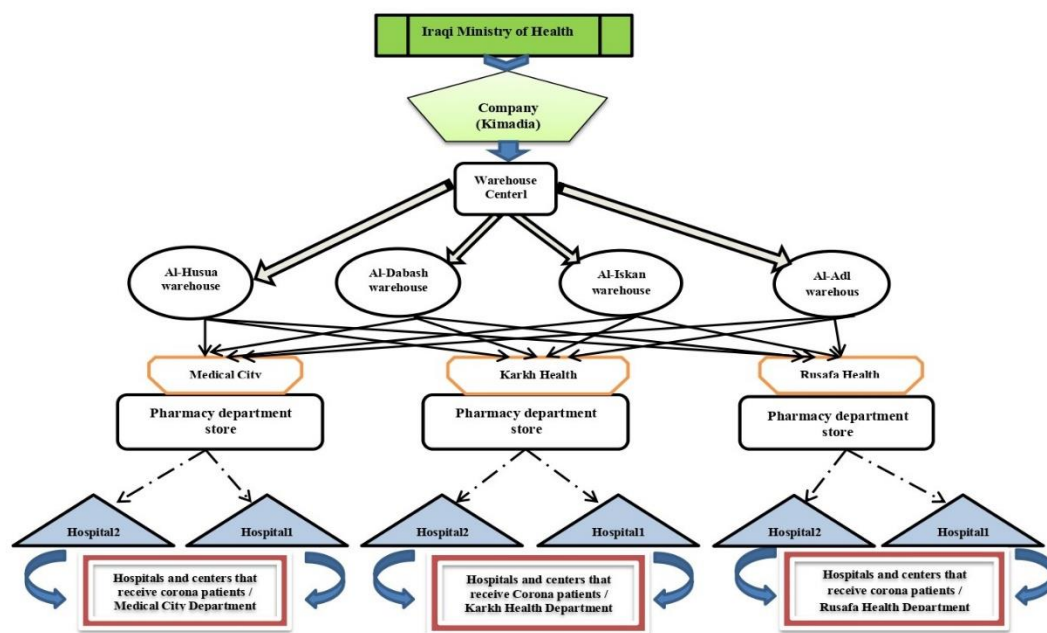 Iraqi Ministry of Health
Company
(Kimadia)
Warehouse
Center1
Al-Husua
warehouse
Al-Dabash
warehouse
Al-Iskan
warehouse
Al-Adl
warehous
Medical City
Karkh Health
Rusafa Health
Pharmacy department
store
Pharmacy department
store
Pharmacy department
store
Hospital2
Hospital1
Hospital2
Hospital1
Hospital2
Hospital1
Hospitals and centers that
receive corona patients /
Medical City Department
Hospitals and centers that
receive Corona patients /
Karkh Health Department
Hospitals and centers that
receive corona patients /
Rusafa Health Department